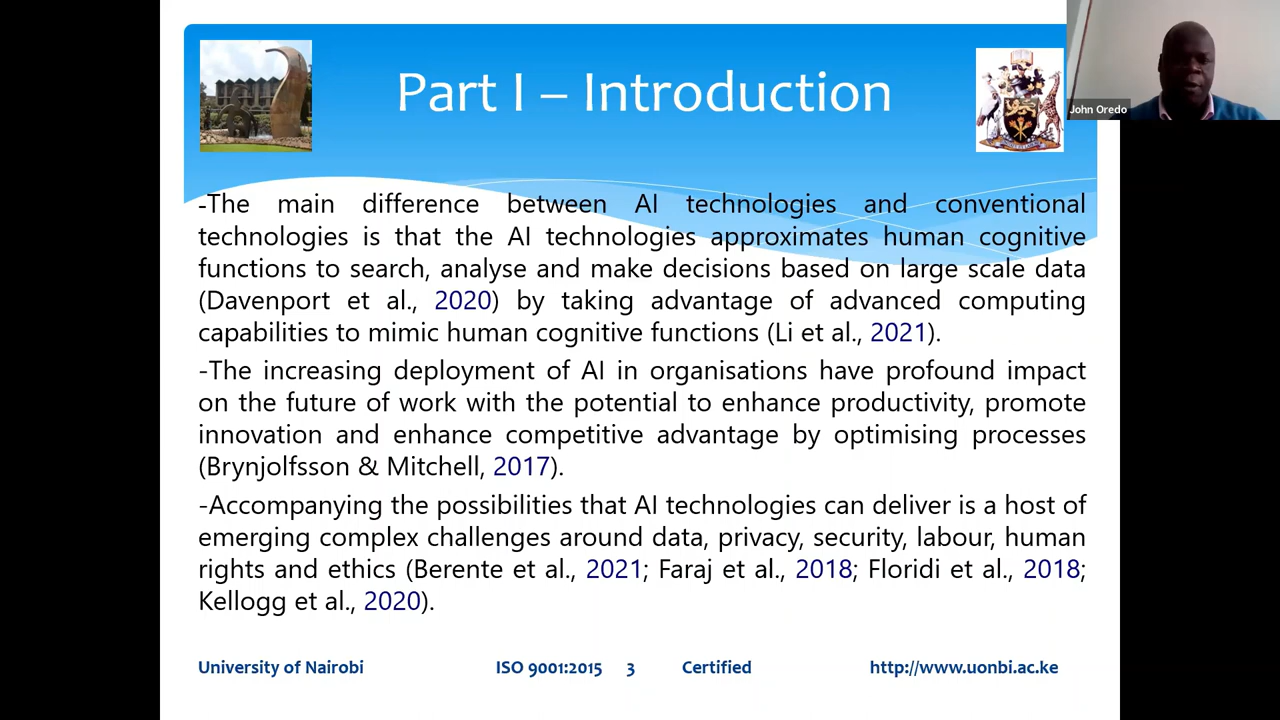 Part I – Introduction
John Oredo
-The main difference between AI technologies and conventional
technologies is that the AI technologies approximates human cognitive
functions to search, analyse and make decisions based on large scale data
(Davenport et al., 2020) by taking advantage of advanced computing
capabilities to mimic human cognitive functions (Li et al., 2021).
-The increasing deployment of AI in organisations have profound impact
on the future of work with the potential to enhance productivity, promote
innovation and enhance competitive advantage by optimising processes
(Brynjolfsson & Mitchell, 2017).
-Accompanying the possibilities that AI technologies can deliver is a host of
emerging complex challenges around data, privacy, security, labour, human
rights and ethics (Berente et al., 2021; Faraj et al., 2018; Floridi et al., 2018;
Kellogg et al., 2020).
University of Nairobi ISO 9001:2015 3 Certified http://www.uonbi.ac.ke